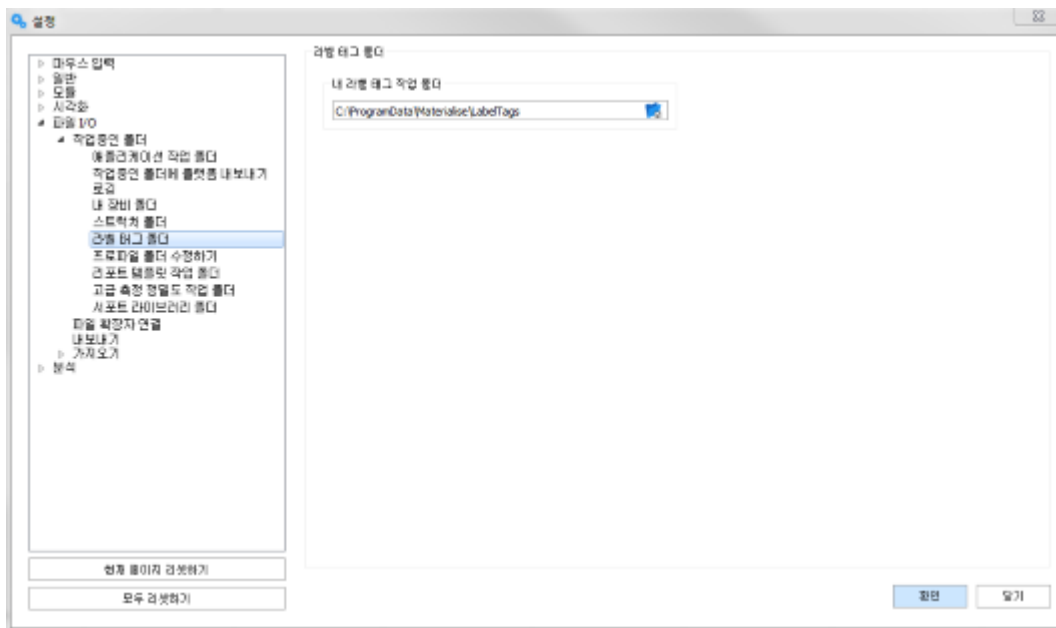 설정
마우스 입력
일반
모듈
시각화
파일 I/O
작업중인 폴더
애플리케이션 작업 폴더
작업중인 폴더에 플랫폼 내보내기
로깅
내 장비 폴더
스트럭처 폴더
라벨 태그 폴더
프로파일 폴더 수정하기
리포트 템플릿 작업 폴더
고급 측정 정밀도 작업 폴더
서포트 라이브러리 폴더
파일 확장자 연결
내보내기
가져오기
분석
현재 페이지 리셋하기
모두 리셋하기
라벨 태그 폴더
내 라벨 태그 작업 폴더
C:\ProgramData\Materialise\LabelTags
확인
닫기